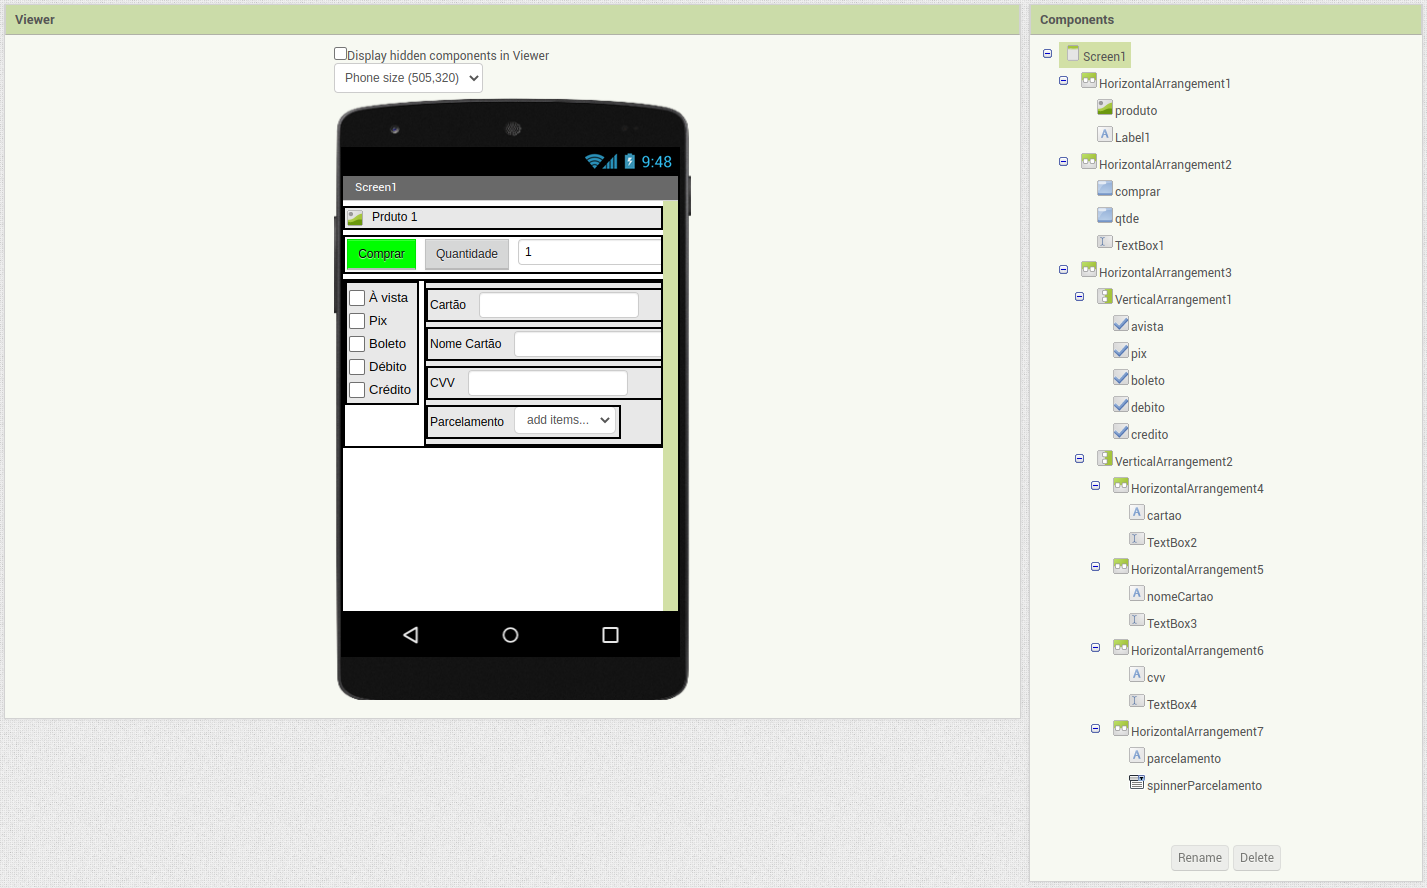 Viewer
Display hidden components in Viewer
Phone size (505,320)
9:48
Screen1
Prduto 1
Comprar Quantidade 1
À vista
Pix
Boleto
Débito
Crédito
Cartão
Nome Cartão
CVV
Parcelamento add items...
Components
Screen1
HorizontalArrangement1
produto
Label1
HorizontalArrangement2
comprar
qtde
TextBox1
HorizontalArrangement3
VerticalArrangement1
avista
pix
boleto
debito
credito
VerticalArrangement2
HorizontalArrangement4
cartao
TextBox2
HorizontalArrangement5
nomeCartao
TextBox3
HorizontalArrangement6
cvv
TextBox4
HorizontalArrangement7
parcelamento
spinnerParcelamento
Rename Delete